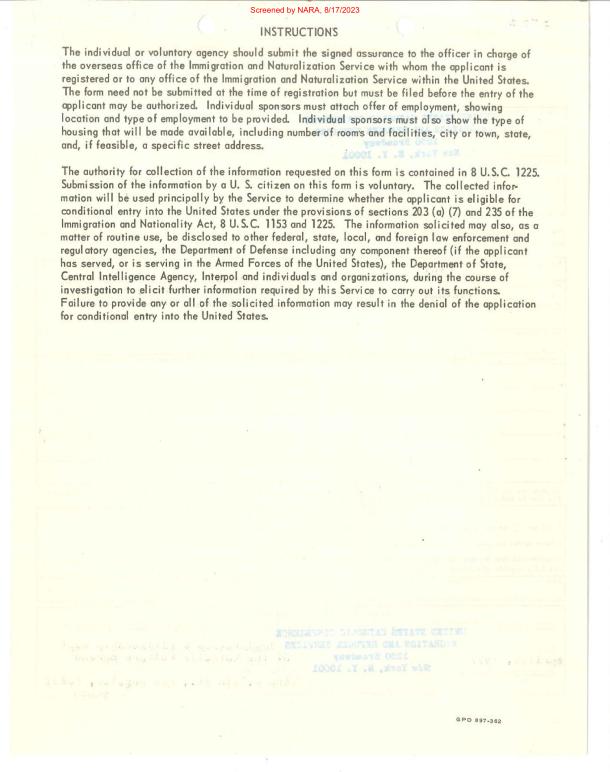 Screened by NARA, 8/17/2023
INSTRUCTIONS
The individual or voluntary agency should submit the signed assurance to the officer in charge of
the overseas office of the Immigration and Naturalization Service with whom the applicant is
registered or to any office of the Immigration and Naturalization Service within the United States.
The form need not be submitted at the time of registration but must be filed before the entry of the
applicant may be authorized. Individual sponsors must attach offer of employment, showing
location and type of employment to be provided. Individual sponsors must also show the type of
housing that will be made available, including number of rooms and facilities, city or town, state,
and, if feasible, a specific street address.
The authority for collection of the information requested on this form is contained in 8 U.S.C. 1225.
Submission of the information by a U. S. citizen on this form is voluntary. The collected infor-
mation will be used principally by the Service to determine whether the applicant is eligible for
conditional entry into the United States under the provisions of sections 203 (a) (7) and 235 of the
Immigration and Nationality Act, 8 U.S.C. 1153 and 1225. The information solicited may also, as a
matter of routine use, be disclosed to other federal, state, local, and foreign law enforcement and
regulatory agencies, the Department of Defense including any component thereof (if the applicant
has served, or is serving in the Armed Forces of the United States), the Department of State,
Central Intelligence Agency, Interpol and individuals and organizations, during the course of
investigation to elicit further information required by this Service to carry out its functions.
Failure to provide any or all of the solicited information may result in the denial of the application
for conditional entry into the United States.
UNITED STATES CATHOLIC CONFERENCE
MIGRATION AND REFUGEE SERVICES
1250 Broadway
New York, N. Y. 10001
GPO 897-362